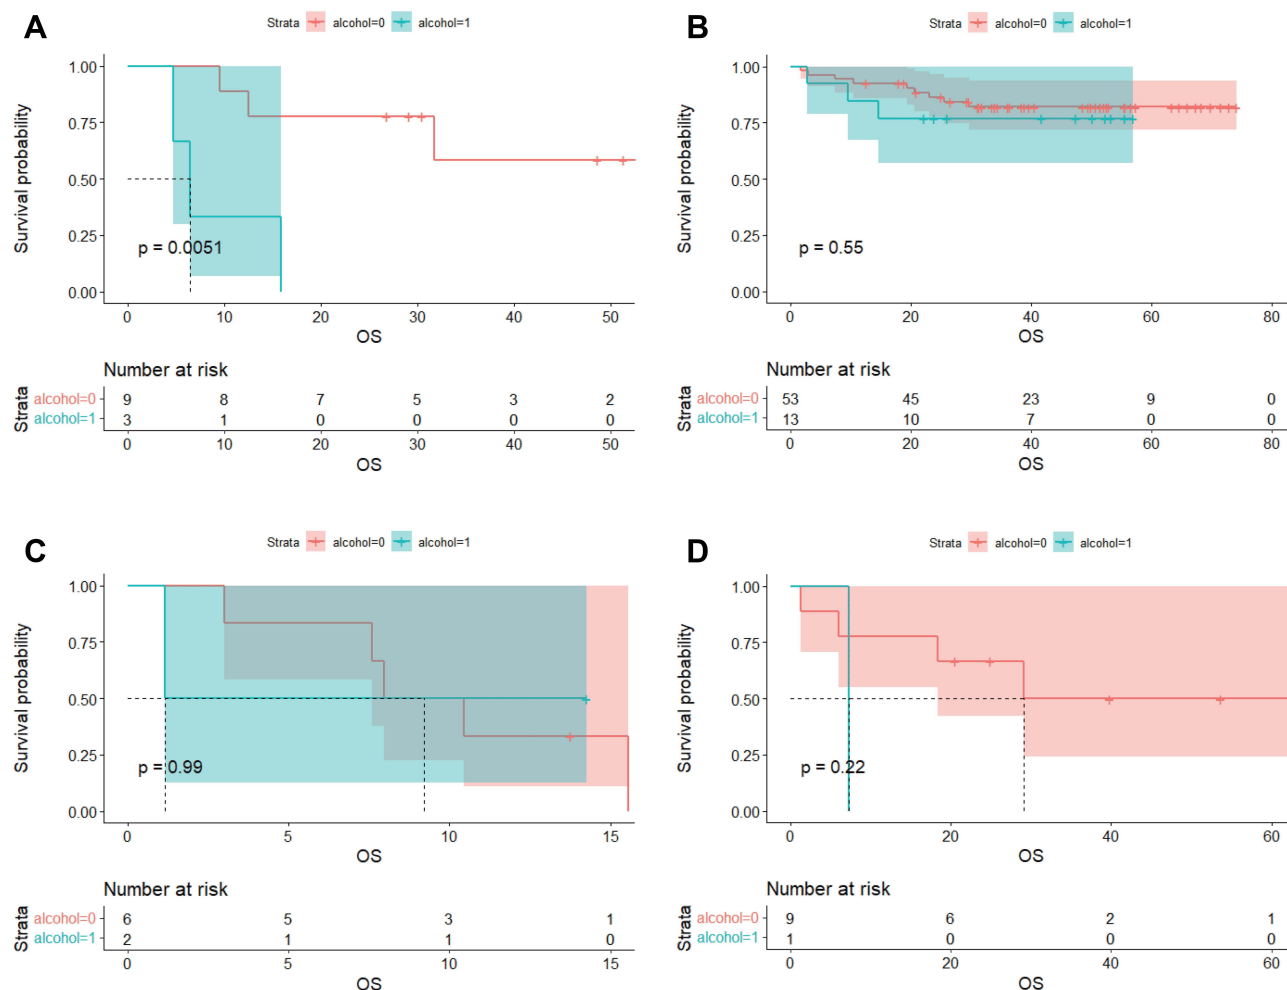 A
Strata alcohol=0 alcohol=1
Survival probability
1.00
0.75
0.50
0.25
0.00
p = 0.0051
0 10 20 30 40 50
OS
Number at risk
Strata
alcohol=0 9 8 7 5 3 2
alcohol=1 3 1 0 0 0 0
0 10 20 30 40 50
OS
B
Strata alcohol=0 alcohol=1
Survival probability
1.00
0.75
0.50
0.25
0.00
p = 0.55
0 20 40 60 80
OS
Number at risk
Strata
alcohol=0 53 45 23 9 0
alcohol=1 13 10 7 0 0
0 20 40 60 80
OS
C
Strata alcohol=0 alcohol=1
Survival probability
1.00
0.75
0.50
0.25
0.00
p = 0.99
0 5 10 15
OS
Number at risk
Strata
alcohol=0 6 5 3 1
alcohol=1 2 1 1 0
0 5 10 15
OS
D
Strata alcohol=0 alcohol=1
Survival probability
1.00
0.75
0.50
0.25
0.00
p = 0.22
0 20 40 60
OS
Number at risk
Strata
alcohol=0 9 6 2 1
alcohol=1 1 0 0 0
0 20 40 60
OS